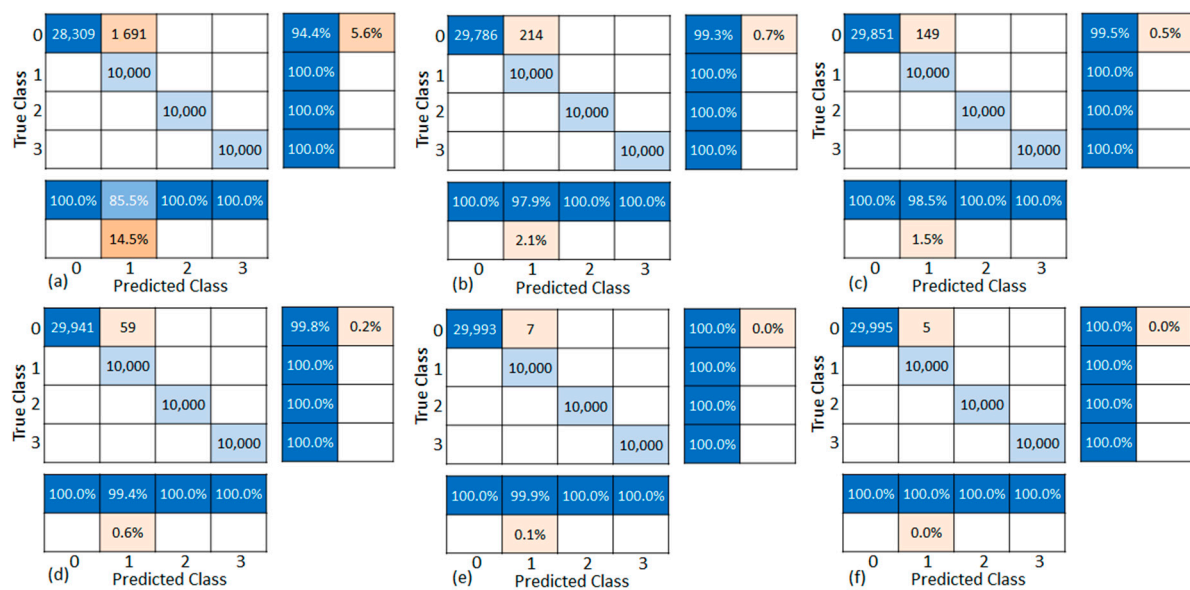 0 28,309 1 691 94.4% 5.6%
1 10,000 100.0%
2 10,000 100.0%
3 10,000 100.0%
True Class
100.0% 85.5% 100.0% 100.0%
14.5%
0 1 2 3
(a) Predicted Class
0 29,786 214 99.3% 0.7%
1 10,000 100.0%
2 10,000 100.0%
3 10,000 100.0%
True Class
100.0% 97.9% 100.0% 100.0%
2.1%
0 1 2 3
(b) Predicted Class
0 29,851 149 99.5% 0.5%
1 10,000 100.0%
2 10,000 100.0%
3 10,000 100.0%
True Class
100.0% 98.5% 100.0% 100.0%
1.5%
0 1 2 3
(c) Predicted Class
0 29,941 59 99.8% 0.2%
1 10,000 100.0%
2 10,000 100.0%
3 10,000 100.0%
True Class
100.0% 99.4% 100.0% 100.0%
0.6%
0 1 2 3
(d) Predicted Class
0 29,993 7 100.0% 0.0%
1 10,000 100.0%
2 10,000 100.0%
3 10,000 100.0%
True Class
100.0% 99.9% 100.0% 100.0%
0.1%
0 1 2 3
(e) Predicted Class
0 29,995 5 100.0% 0.0%
1 10,000 100.0%
2 10,000 100.0%
3 10,000 100.0%
True Class
100.0% 100.0% 100.0% 100.0%
0.0%
0 1 2 3
(f) Predicted Class